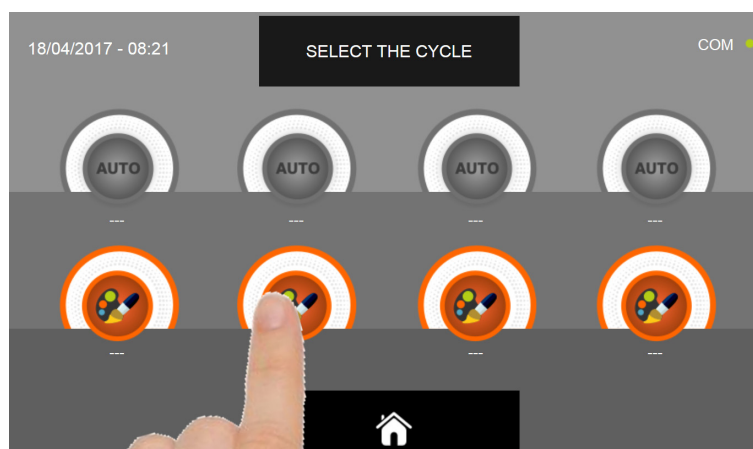 18/04/2017 - 08:21
SELECT THE CYCLE
COM
AUTO AUTO AUTO AUTO
--- --- --- ---
--- --- ---